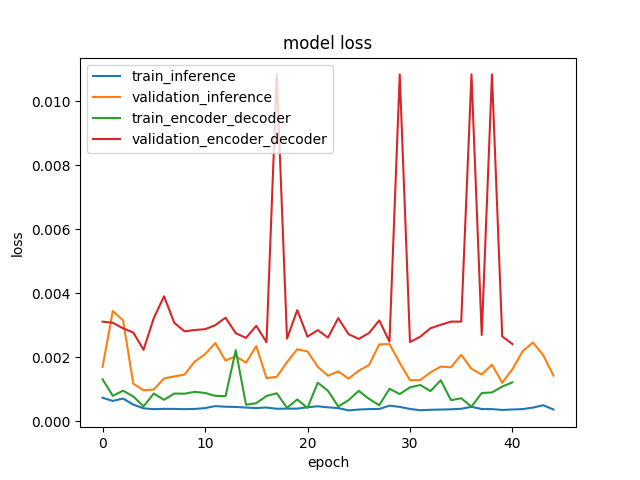 model loss
train_inference
validation_inference
train_encoder_decoder
validation_encoder_decoder
0.010
0.008
0.006
0.004
0.002
0.000
loss
0 10 20 30 40
epoch